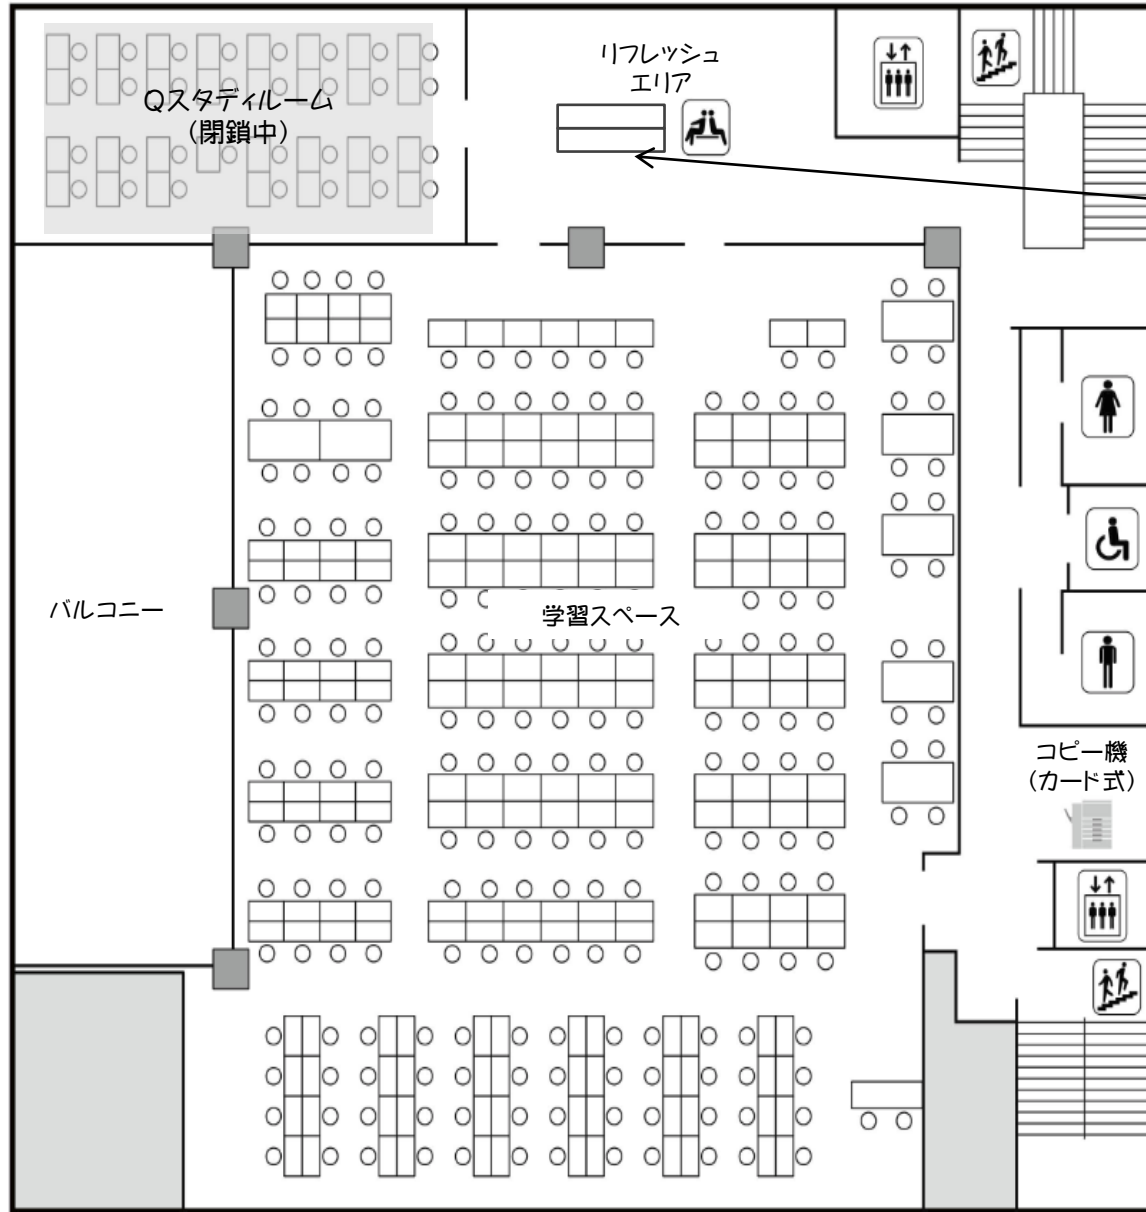 Qスタディルーム
(閉鎖中)
リフレッシュ
エリア
バルコニー
学習スペース
コピー機
(カード式)